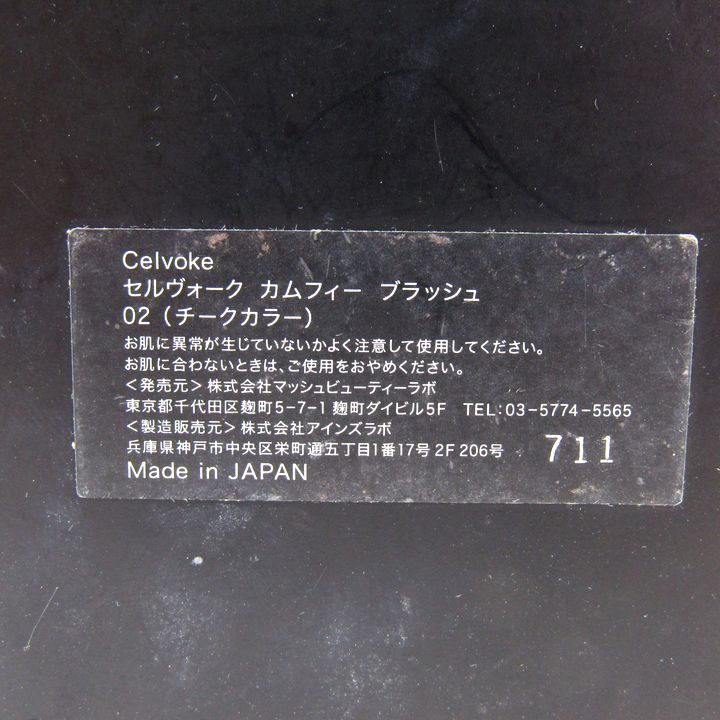 Celvoke
セルヴォーク カムフィー ブラッシュ
02（チークカラー）
お肌に異常が生じていないかよく注意して使用してください。
お肌に合わないときは、ご使用をおやめください。
＜発売元＞株式会社マッシュビューティーラボ
東京都千代田区麹町5-7-1 麹町ダイビル5F TEL:03-5774-5565
＜製造販売元＞株式会社アインズラボ
兵庫県神戸市中央区栄町通五丁目1番17号 2F 206号
711
Made in JAPAN